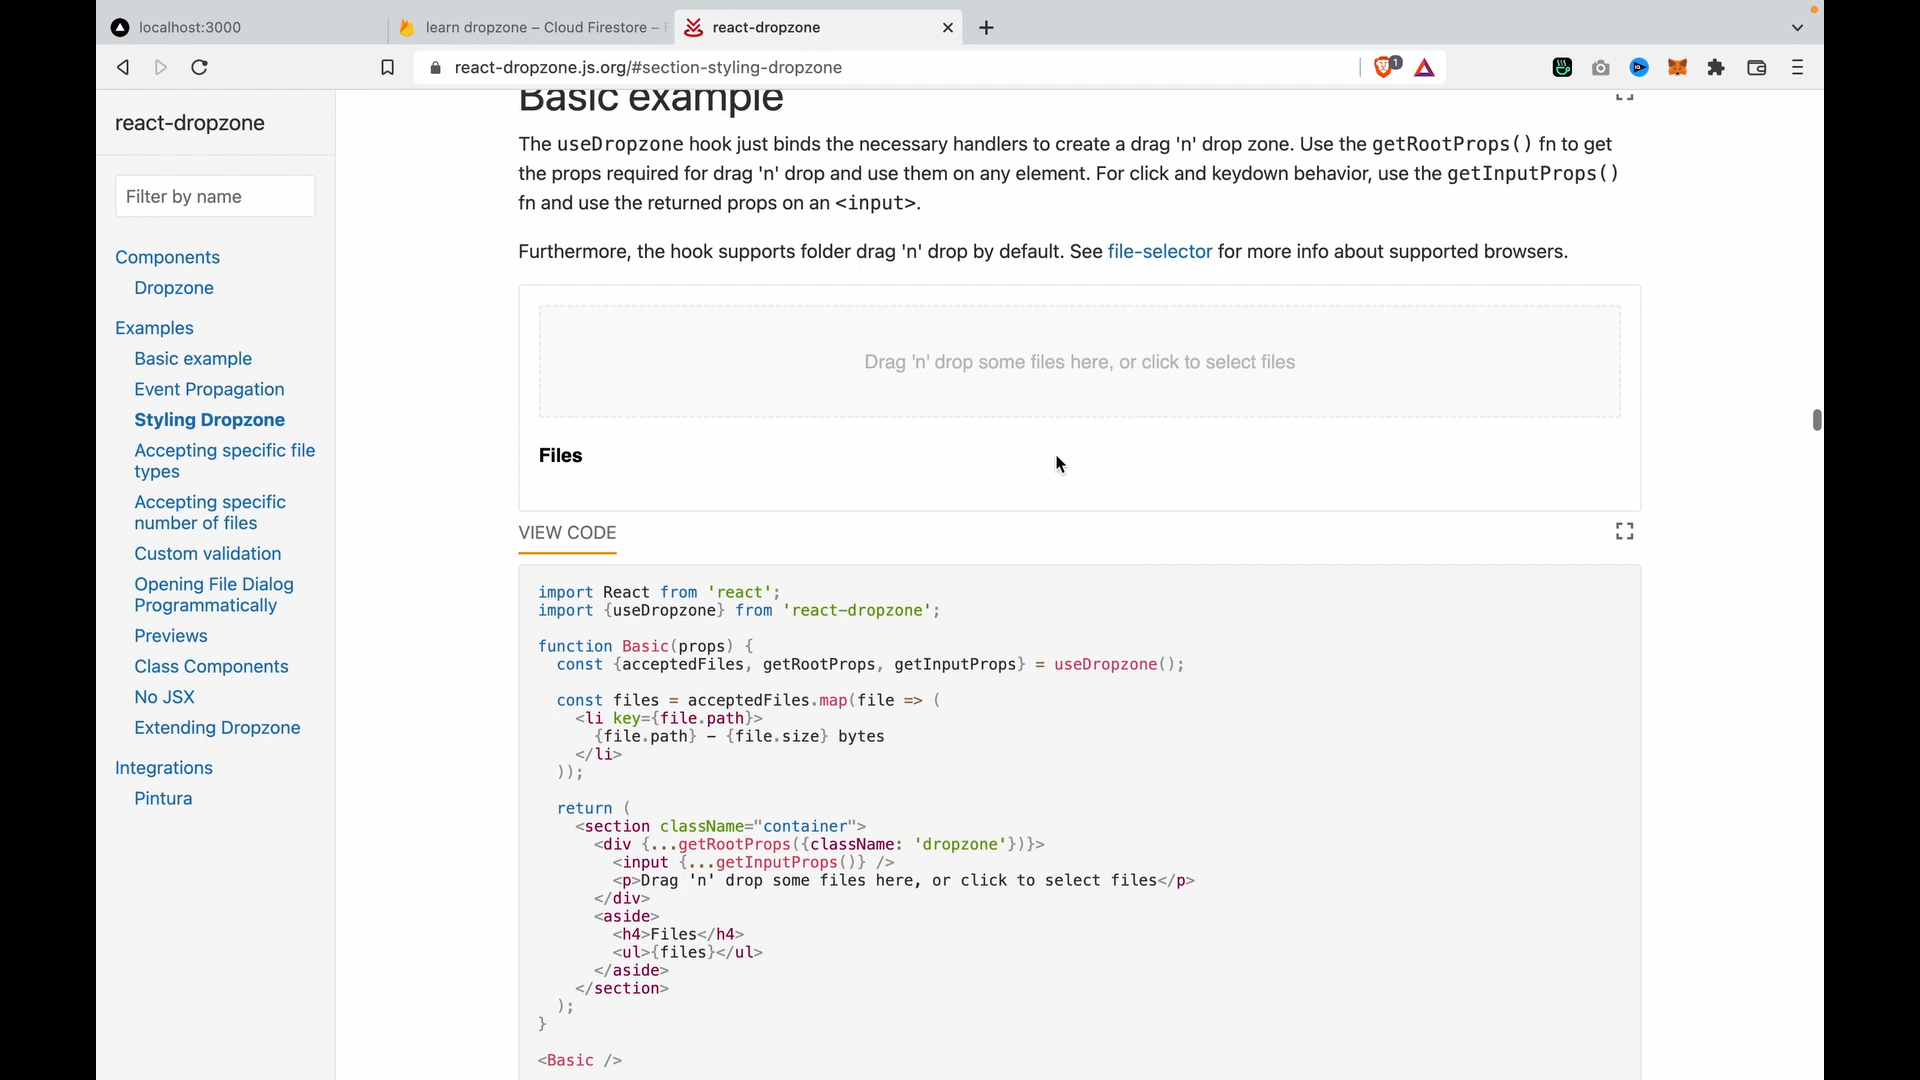 localhost:3000
learn dropzone – Cloud Firestore –
react-dropzone
react-dropzone.js.org/#section-styling-dropzone
1
react-dropzone
Filter by name
Components
Dropzone
Examples
Basic example
Event Propagation
Styling Dropzone
Accepting specific file
types
Accepting specific
number of files
Custom validation
Opening File Dialog
Programmatically
Previews
Class Components
No JSX
Extending Dropzone
Integrations
Pintura
Basic example
The useDropzone hook just binds the necessary handlers to create a drag 'n' drop zone. Use the getRootProps() fn to get
the props required for drag 'n' drop and use them on any element. For click and keydown behavior, use the getInputProps()
fn and use the returned props on an <input>.
Furthermore, the hook supports folder drag 'n' drop by default. See file-selector for more info about supported browsers.
Drag 'n' drop some files here, or click to select files
Files
VIEW CODE
import React from 'react';
import {useDropzone} from 'react-dropzone';
function Basic(props) {
const {acceptedFiles, getRootProps, getInputProps} = useDropzone();
const files = acceptedFiles.map(file => (
<li key={file.path}>
{file.path} - {file.size} bytes
</li>
));
return (
<section className="container">
<div {...getRootProps({className: 'dropzone'})}>
<input {...getInputProps()} />
<p>Drag 'n' drop some files here, or click to select files</p>
</div>
<aside>
<h4>Files</h4>
<ul>{files}</ul>
</aside>
</section>
);
}
<Basic />